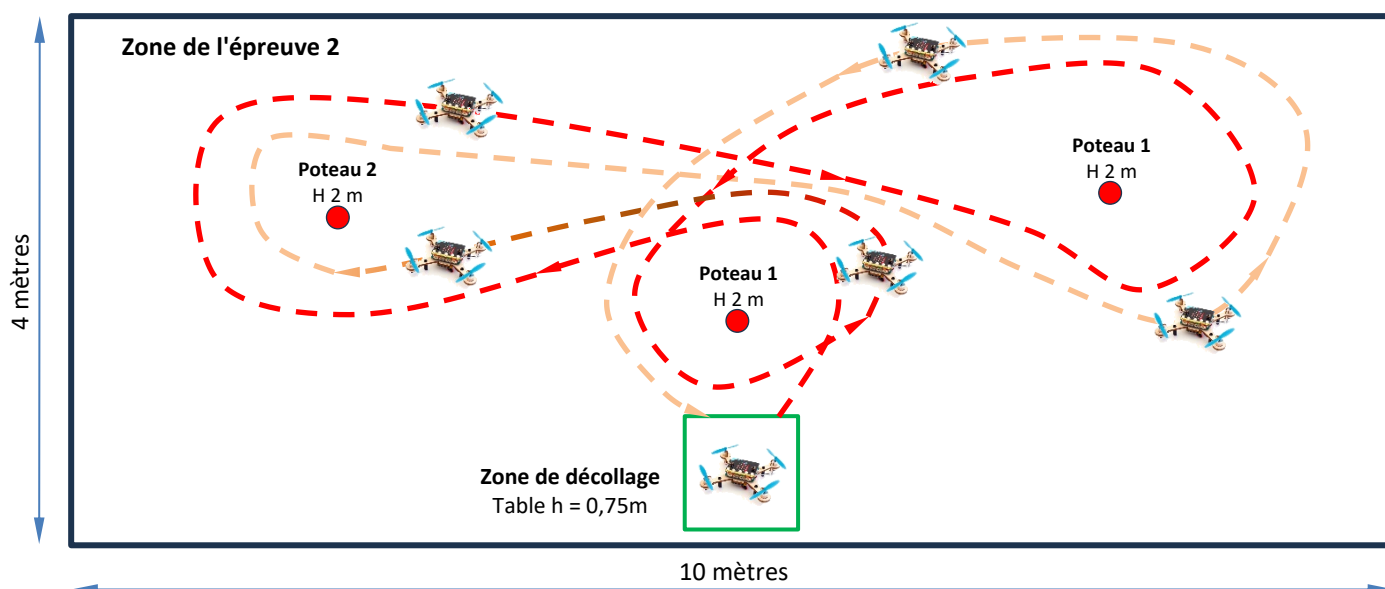 Zone de l'épreuve 2
Poteau 2
H 2 m
Poteau 1
H 2 m
Poteau 1
H 2 m
4 mètres
Zone de décollage
Table h = 0,75m
10 mètres